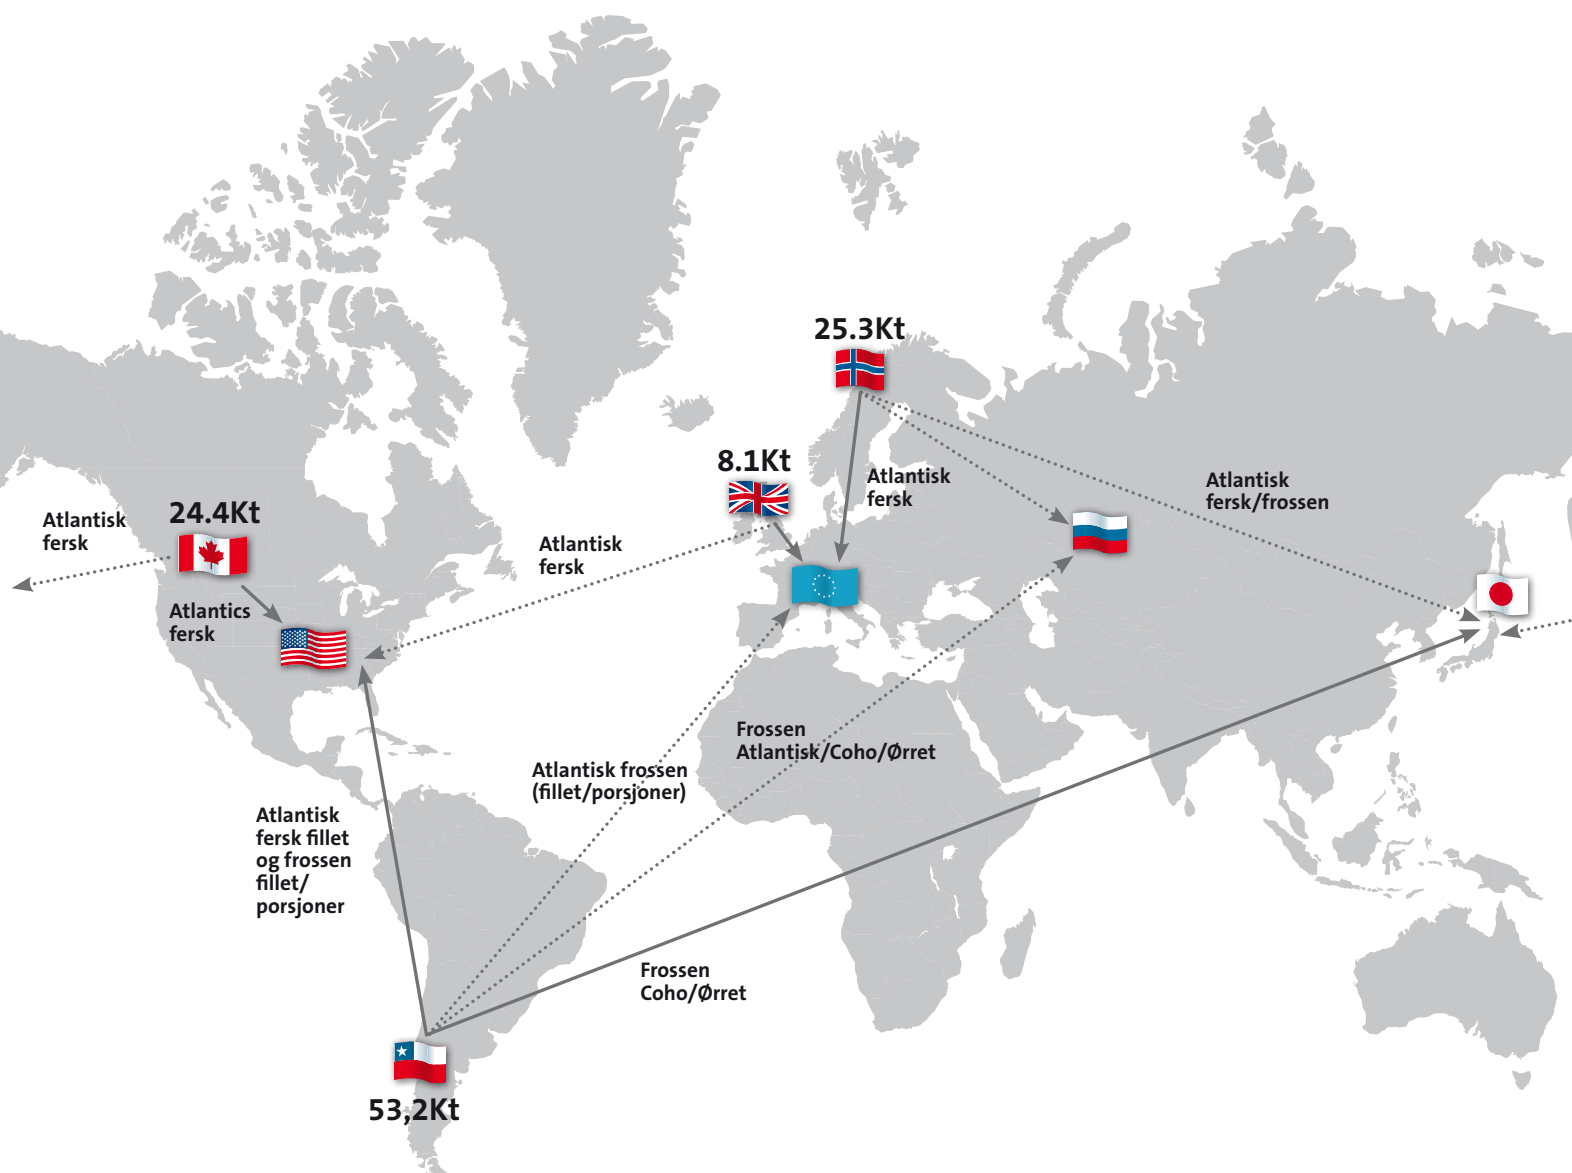 25.3Kt
8.1Kt
Atlantisk
fersk
Atlantisk
fersk/frossen
24.4Kt
Atlantisk
fersk
Atlantisk
fersk
Atlantics
fersk
Frossen
Atlantisk/Coho/Ørret
Atlantisk frossen
(fillet/porsjoner)
Atlantisk
fersk fillet
og frossen
fillet/
porsjoner
Frossen
Coho/Ørret
53,2Kt